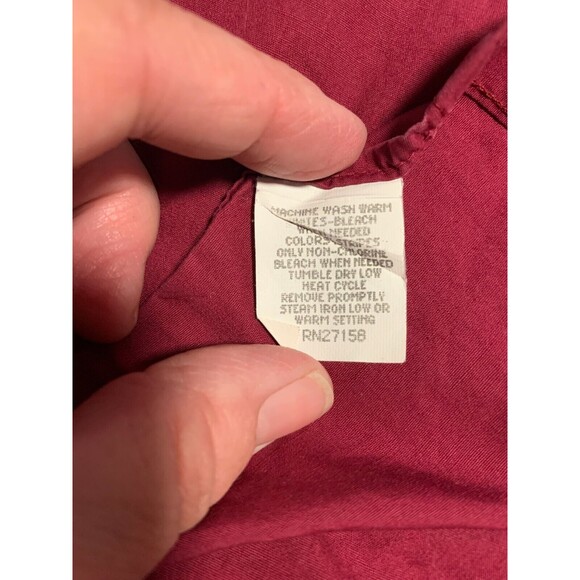 MACHINE WASH WARM
WHITES-BLEACH
WHEN NEEDED
COLORS STRIPES
ONLY NON-CHLORINE
BLEACH WHEN NEEDED
TUMBLE DRY LOW
HEAT CYCLE
REMOVE PROMPTLY
STEAM IRON LOW OR
WARM SETTING
RN27158